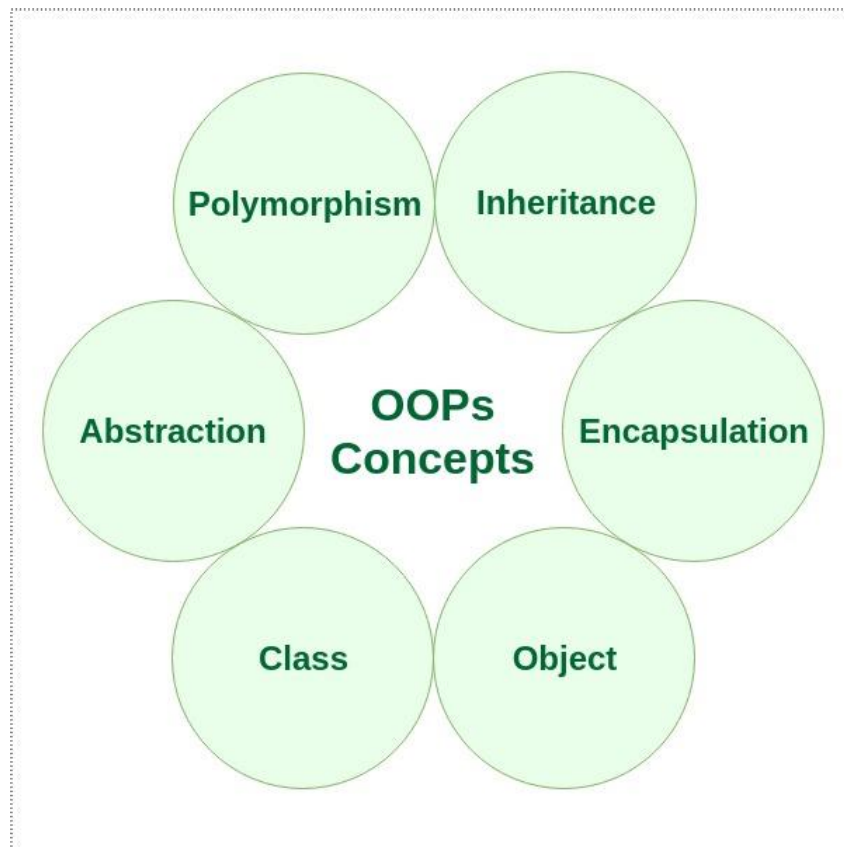 Polymorphism
Inheritance
Abstraction
OOPs
Concepts
Encapsulation
Class
Object